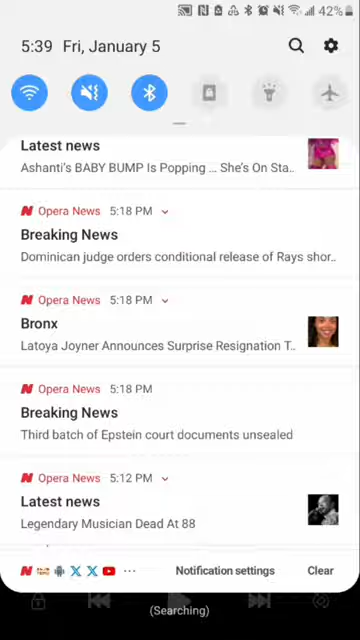 42%
5:39 Fri, January 5
Latest news
Ashanti's BABY BUMP Is Popping ... She's On Sta..
Opera News 5:18 PM
Breaking News
Dominican judge orders conditional release of Rays shor..
Opera News 5:18 PM
Bronx
Latoya Joyner Announces Surprise Resignation T..
Opera News 5:18 PM
Breaking News
Third batch of Epstein court documents unsealed
Opera News 5:12 PM
Latest news
Legendary Musician Dead At 88
Notification settings Clear
(Searching)